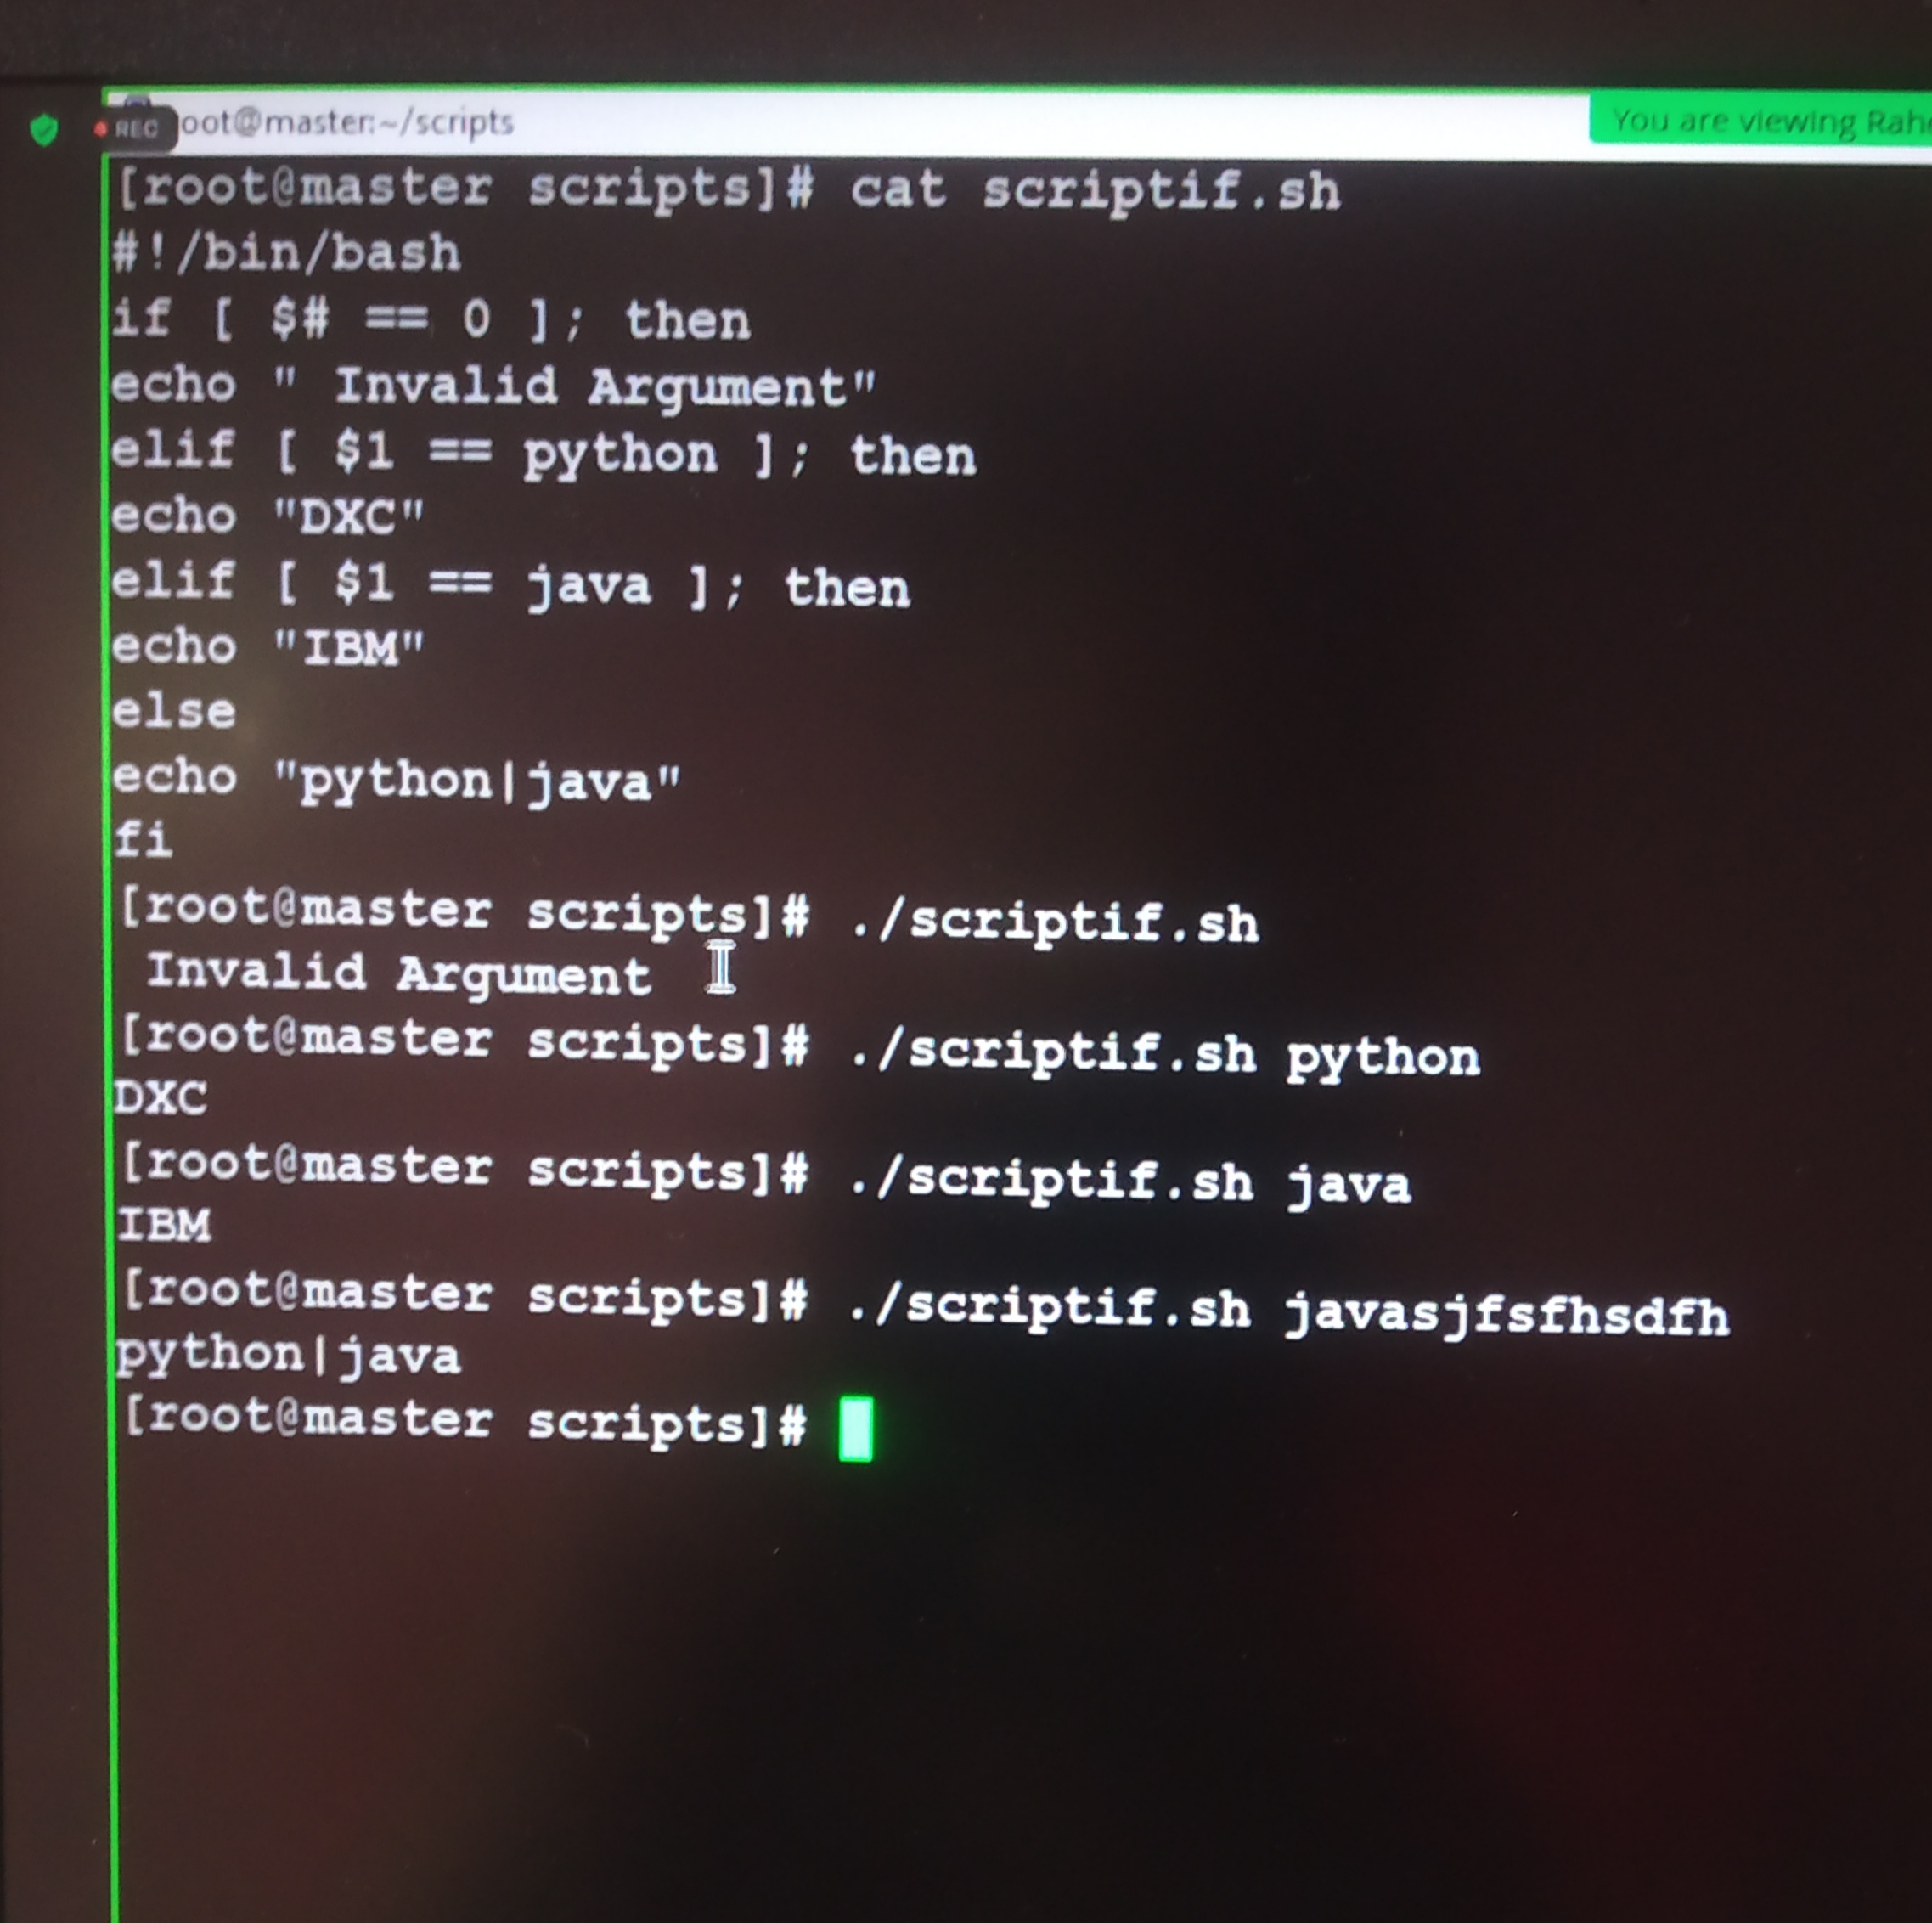 REC
oot@master:~/scripts
You are viewing
[root@master scripts]# cat scriptif.sh
#!/bin/bash
if [ $# == 0 ]; then
echo " Invalid Argument"
elif [ $1 == python ]; then
echo "DXC"
elif [ $1 == java ]; then
echo "IBM"
else
echo "python|java"
fi
[root@master scripts]# ./scriptif.sh
 Invalid Argument
[root@master scripts]# ./scriptif.sh python
DXC
[root@master scripts]# ./scriptif.sh java
IBM
[root@master scripts]# ./scriptif.sh javasjfsfhsdfh
python|java
[root@master scripts]#